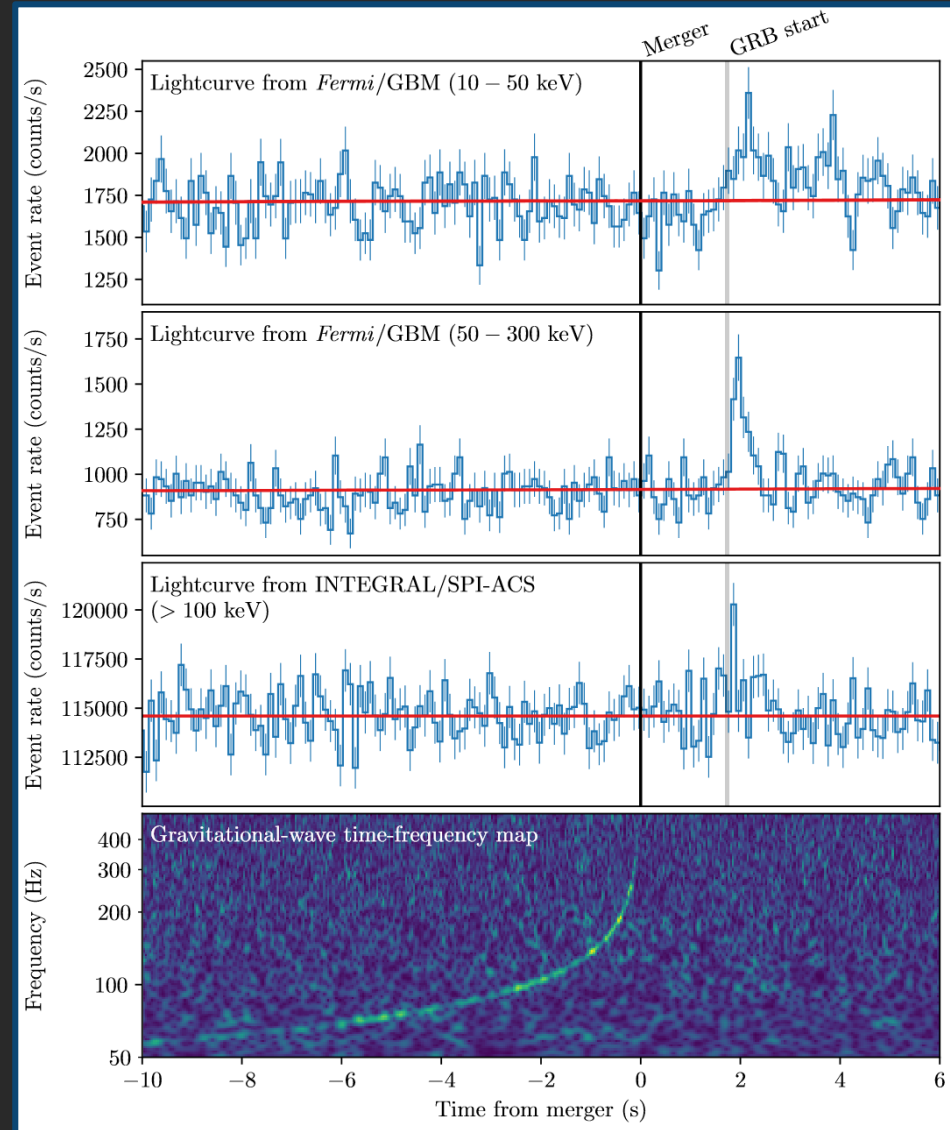 Merger GRB start
Lightcurve from Fermi/GBM (10 − 50 keV)
Event rate (counts/s)
2500
2250
2000
1750
1500
1250
Lightcurve from Fermi/GBM (50 − 300 keV)
Event rate (counts/s)
1750
1500
1250
1000
750
Lightcurve from INTEGRAL/SPI-ACS
(> 100 keV)
Event rate (counts/s)
120000
117500
115000
112500
Gravitational-wave time-frequency map
Frequency (Hz)
400
300
200
100
50
−10 −8 −6 −4 −2 0 2 4 6
Time from merger (s)